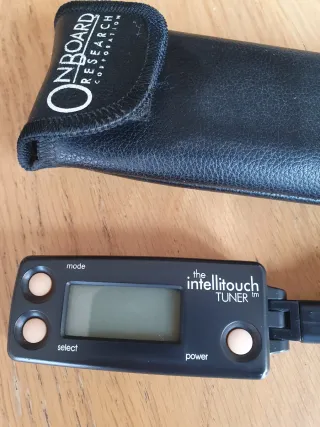 ONBOARD
RESEARCH
CORPORATION
mode
the
intellitouch
TUNER tm
select
power